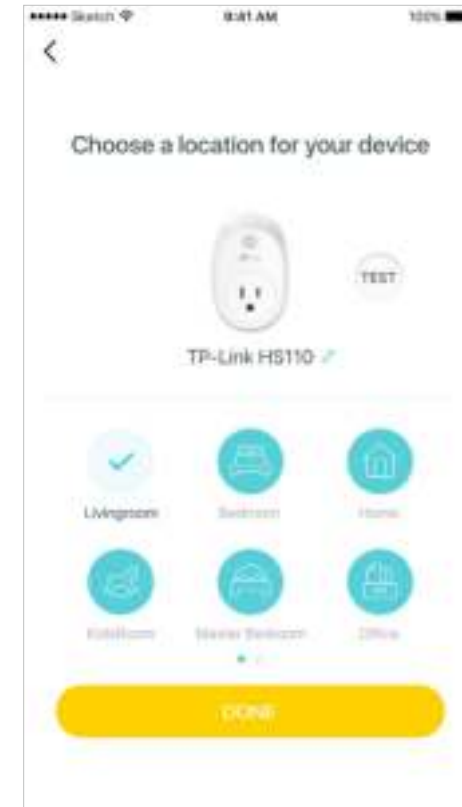 Sketch 9:41 AM 100%
Choose a location for your device
TEST
TP-Link HS110
Livingroom Bedroom Home
KidsRoom Master Bedroom Office
DONE